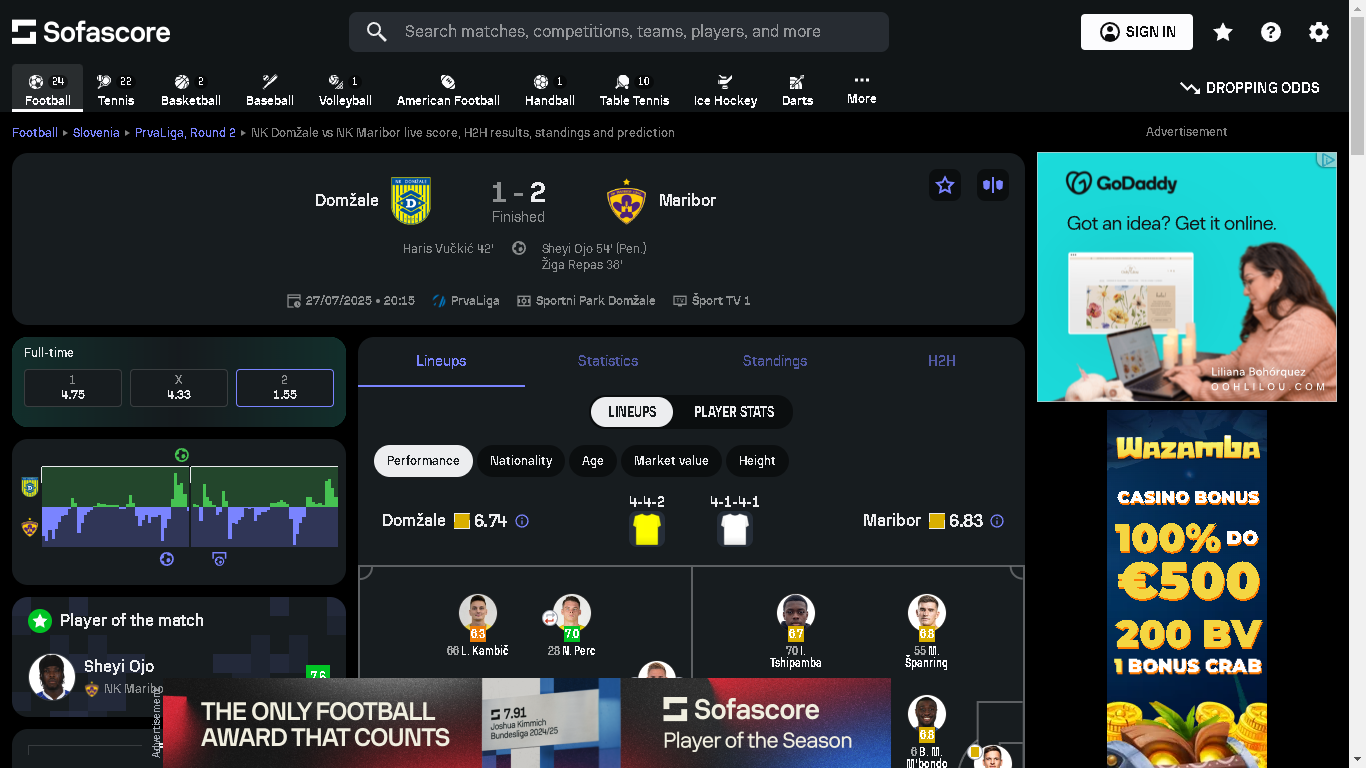 Sofascore
Search matches, competitions, teams, players, and more
SIGN IN
24
Football
22
Tennis
2
Basketball
Baseball
1
Volleyball
American Football
1
Handball
10
Table Tennis
Ice Hockey
Darts
More
DROPPING ODDS
Football
Slovenia
PrvaLiga, Round 2
NK Domžale vs NK Maribor live score, H2H results, standings and prediction
Advertisement
Domžale
1 - 2
Finished
Maribor
Haris Vučkić 42'
Sheyi Ojo 54' (Pen.)
Žiga Repas 38'
27/07/2025 • 20:15
PrvaLiga
Sportni Park Domžale
Šport TV 1
GoDaddy
Got an idea? Get it online.
Liliana Bohórquez
OOHLILOU.COM
Full-time
1
4.75
X
4.33
2
1.55
Lineups
Statistics
Standings
H2H
LINEUPS
PLAYER STATS
Performance
Nationality
Age
Market value
Height
Domžale
6.74
4-4-2
4-1-4-1
Maribor
6.83
6.3
66 L. Kambič
7.0
28 N. Perc
6.7
70 I.
Tshipamba
6.8
55 M.
Španring
6.8
6 B. M.
M'bondo
Player of the match
Sheyi Ojo
NK Maribo
7.6
Advertisement
THE ONLY FOOTBALL
AWARD THAT COUNTS
7.91
Joshua Kimmich
Bundesliga 2024/25
Sofascore
Player of the Season
WAZAMBA
CASINO BONUS
100% DO
€500
200 BV
1 BONUS CRAB